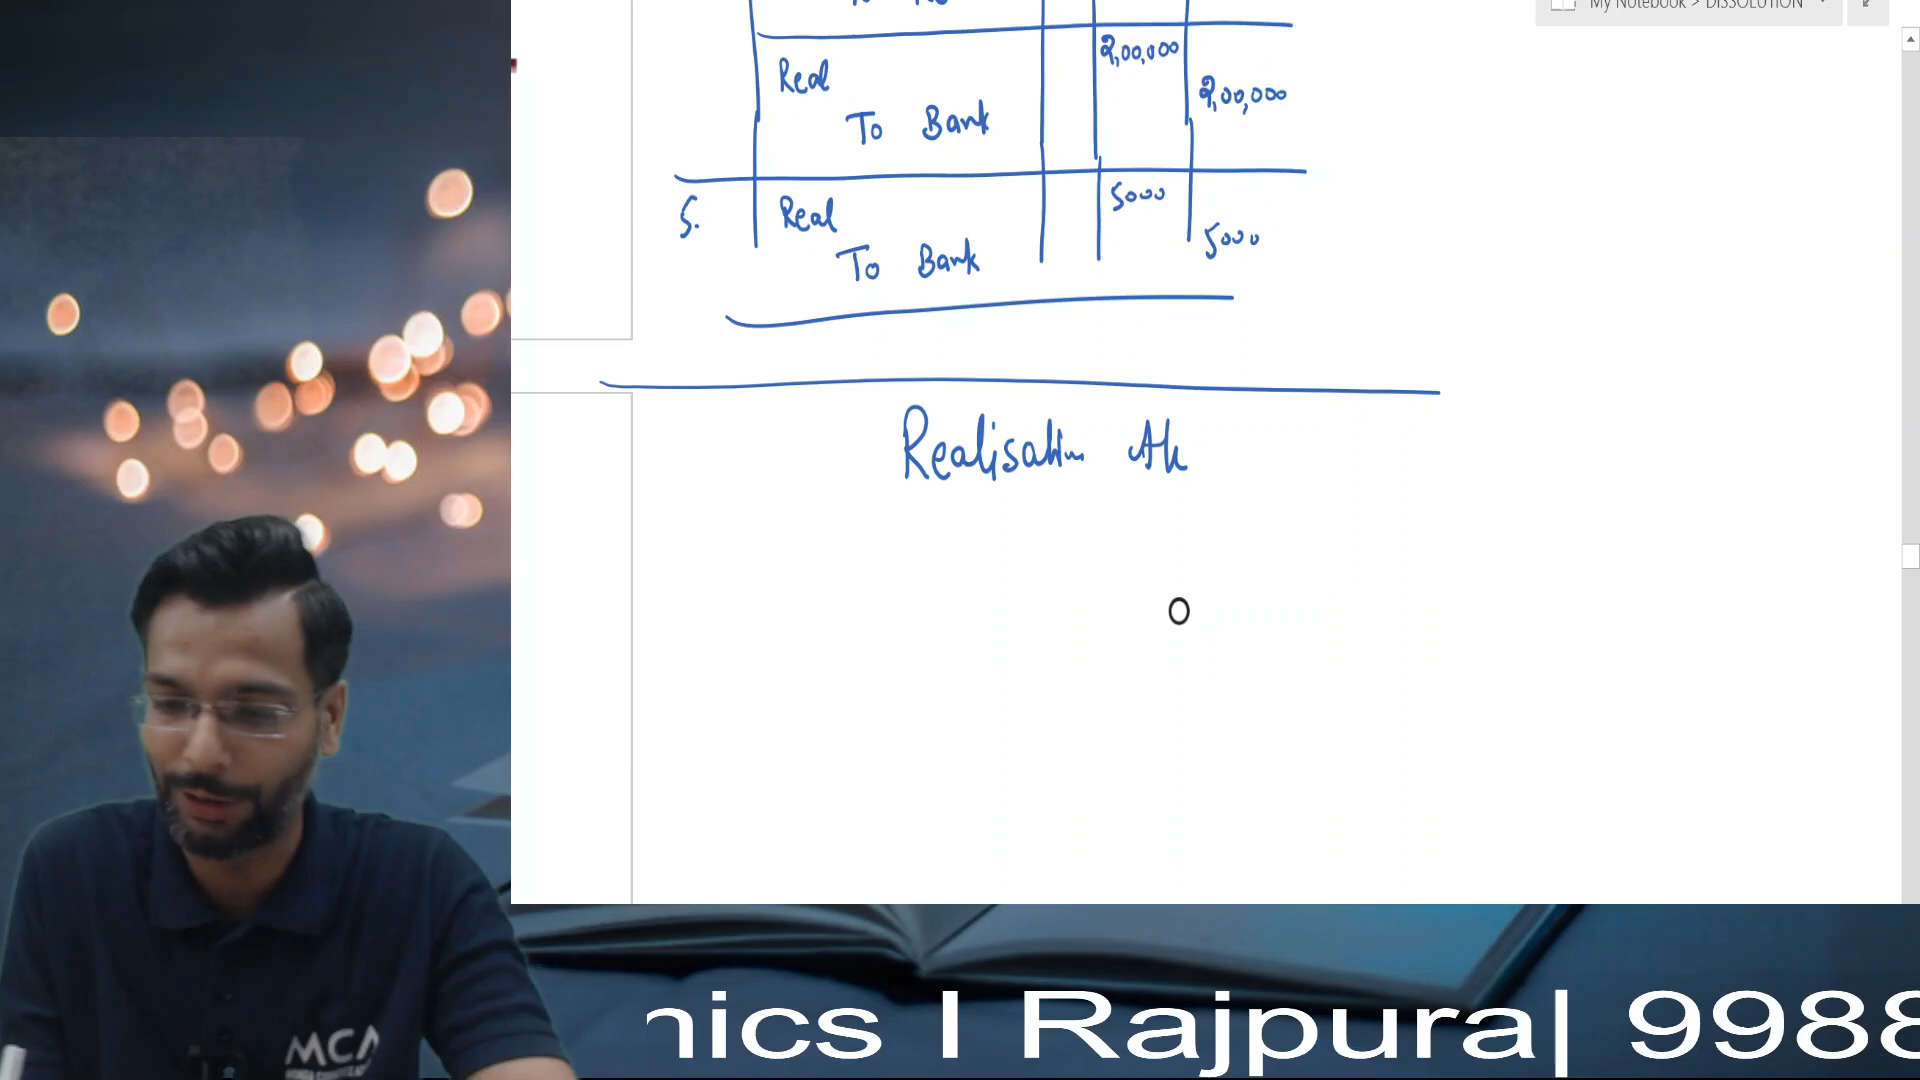 My Notebook > DISSOLUTION
2,00,000
Real
2,00,000
To Bank
5000
5.
Real
5000
To Bank
Realisation A/c
MCA
nics I Rajpura| 9988